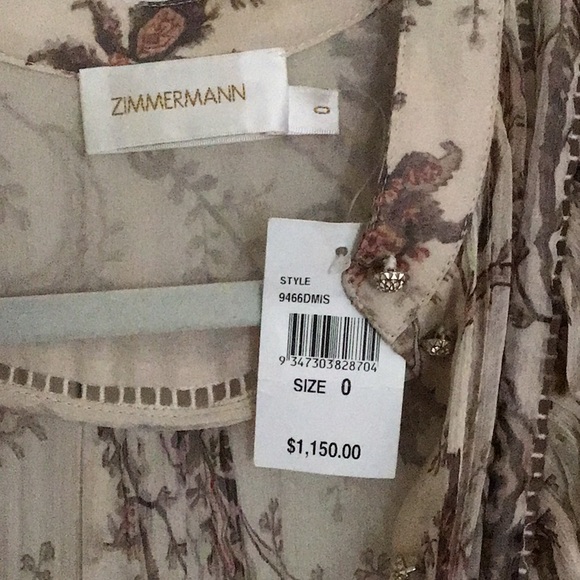 ZIMMERMANN
0
STYLE
9466DMIS
9 347303 828704
SIZE 0
$1,150.00